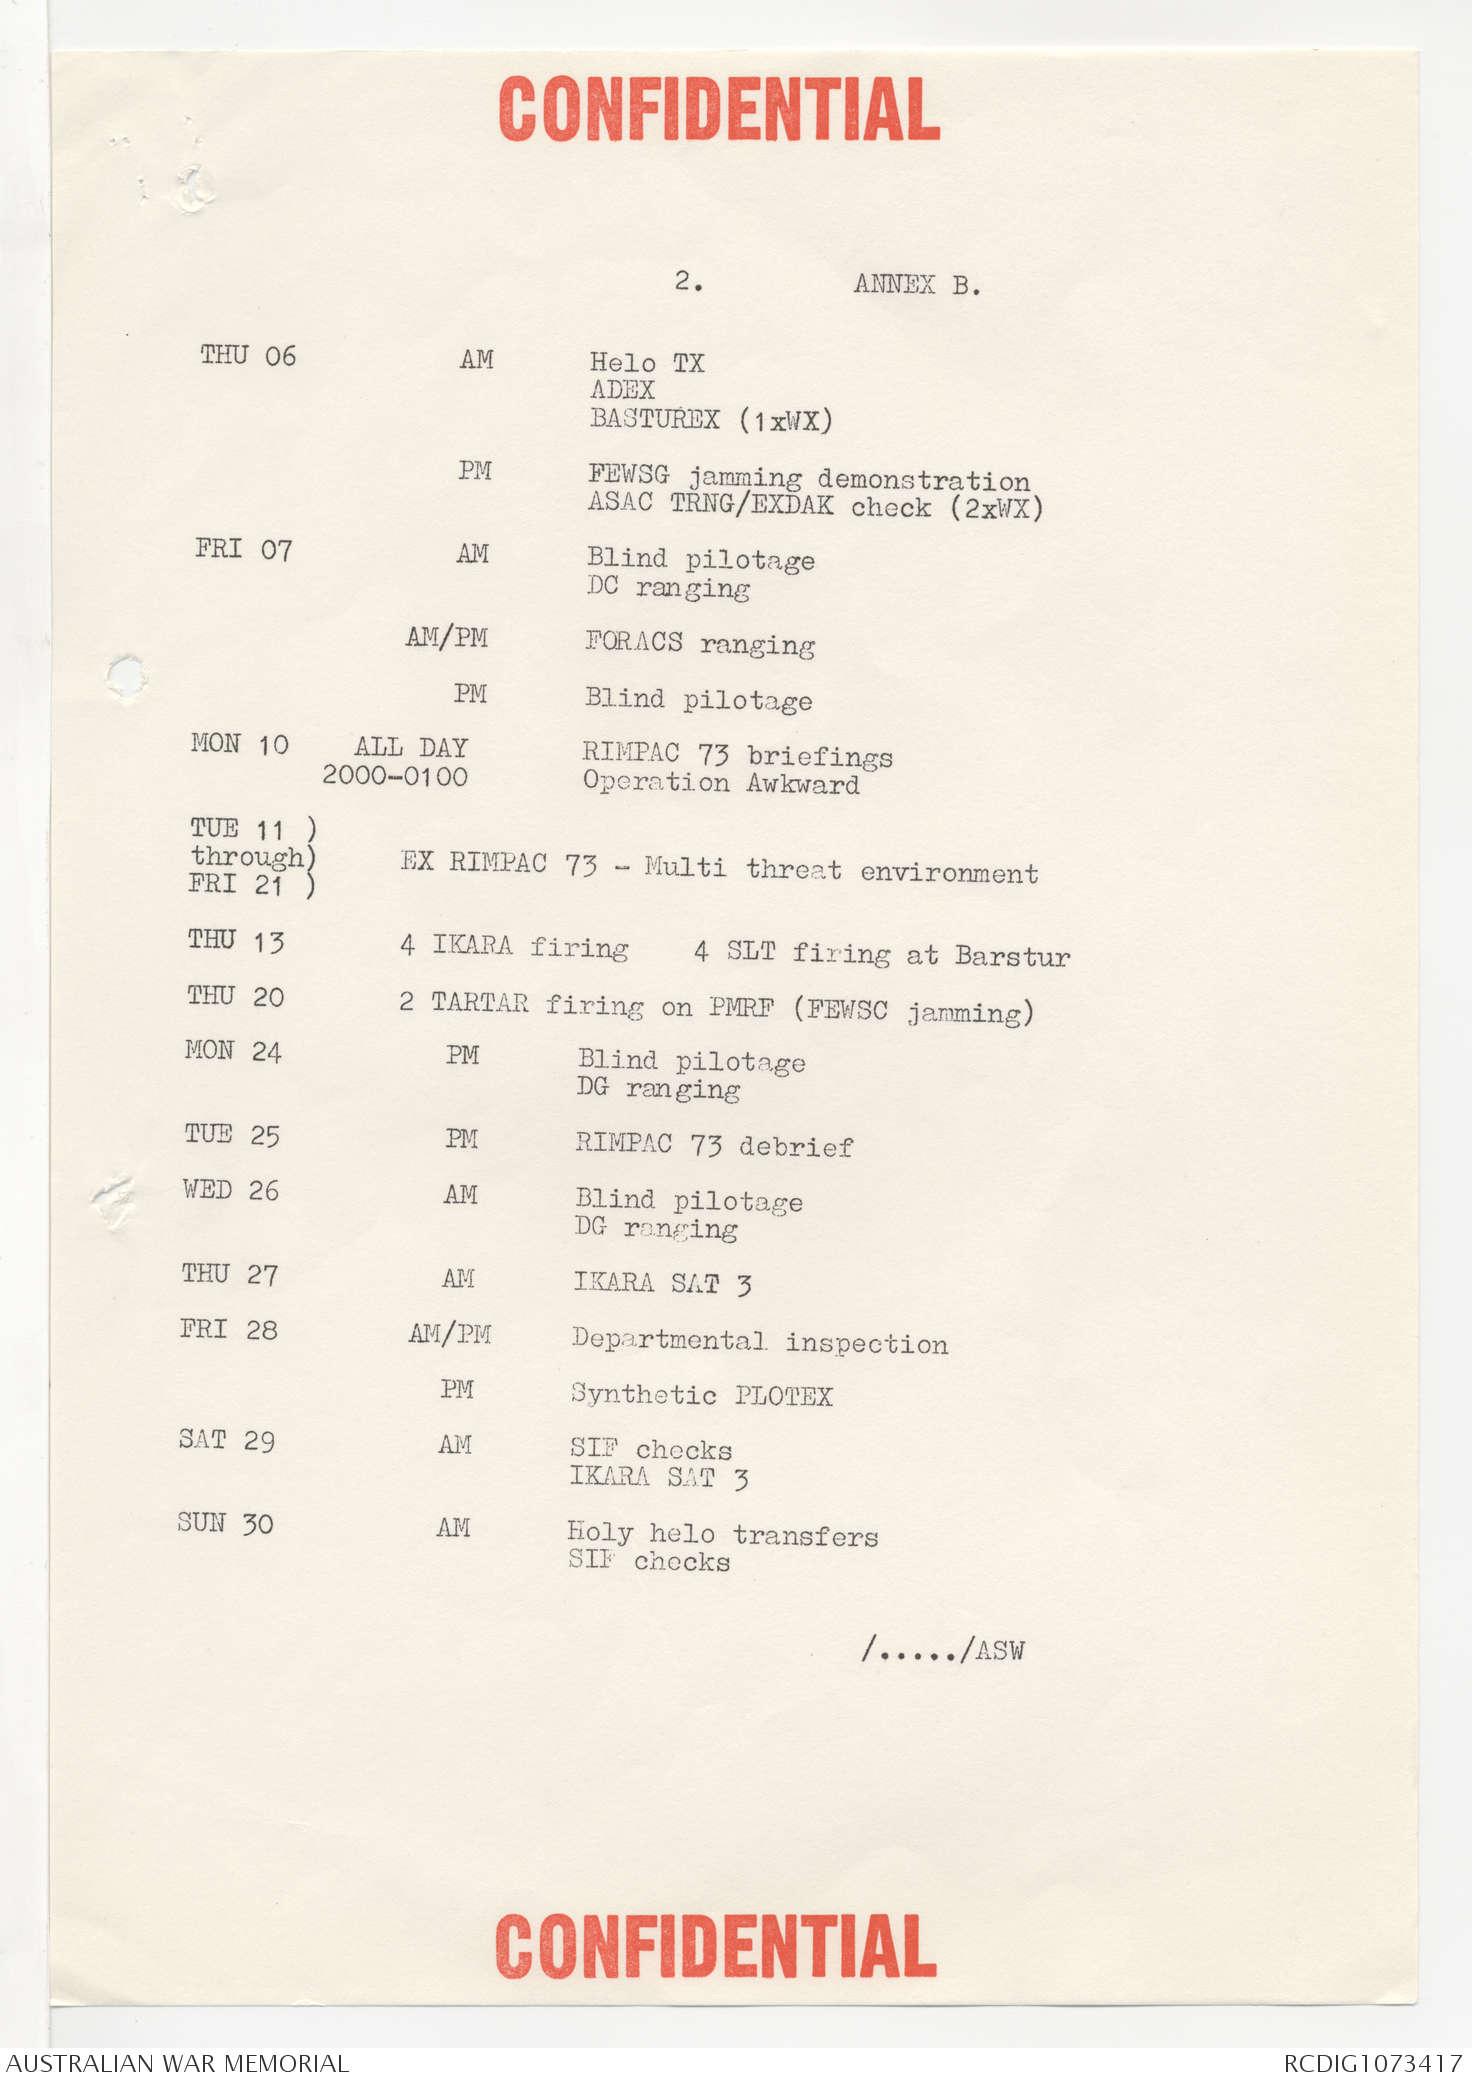 CONFIDENTIAL
2. ANNEX B.
THU 06 AM Helo TX
ADEX
BASTUREX (1xWX)
PM FEWSG jamming demonstration
ASAC TRNG/EXDAK check (2xWX)
FRI 07 AM Blind pilotage
DC ranging
AM/PM FORACS ranging
PM Blind pilotage
MON 10 ALL DAY RIMPAC 73 briefings
2000-0100 Operation Awkward
TUE 11 )
through) EX RIMPAC 73 - Multi threat environment
FRI 21 )
THU 13 4 IKARA firing 4 SLT firing at Barstur
THU 20 2 TARTAR firing on PMRF (FEWSC jamming)
MON 24 PM Blind pilotage
DG ranging
TUE 25 PM RIMPAC 73 debrief
WED 26 AM Blind pilotage
DG ranging
THU 27 AM IKARA SAT 3
FRI 28 AM/PM Departmental inspection
PM Synthetic PLOTEX
SAT 29 AM SIF checks
IKARA SAT 3
SUN 30 AM Holy helo transfers
SIF checks
/...../ASW
CONFIDENTIAL
AUSTRALIAN WAR MEMORIAL RCDIG1073417